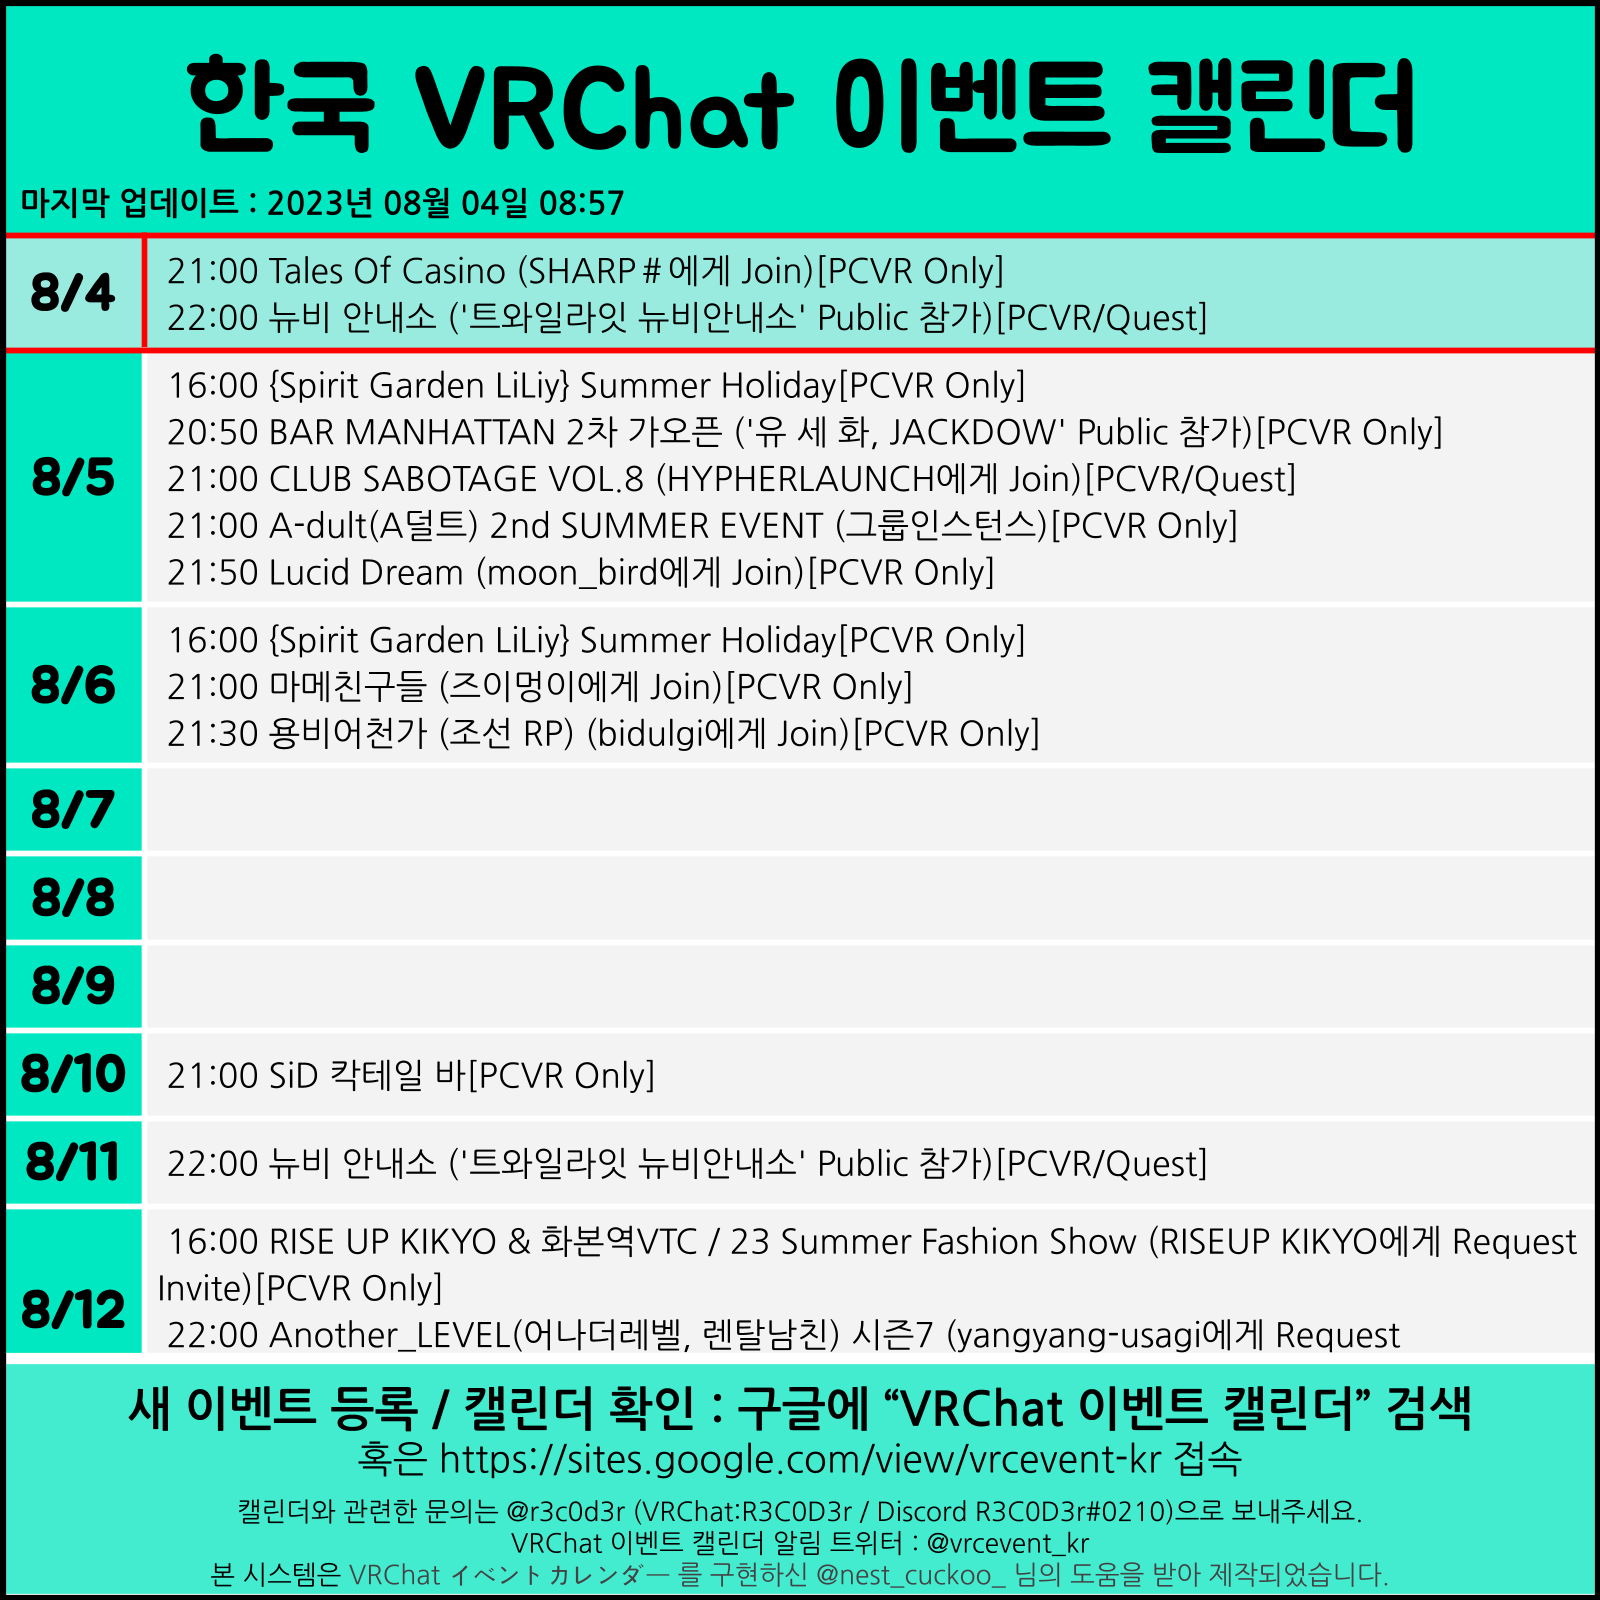 한국 VRChat 이벤트 캘린더
마지막 업데이트 : 2023년 08월 04일 08:57
8/4
21:00 Tales Of Casino (SHARP＃에게 Join)[PCVR Only]
22:00 뉴비 안내소 ('트와일라잇 뉴비안내소' Public 참가)[PCVR/Quest]
8/5
16:00 {Spirit Garden LiLiy} Summer Holiday[PCVR Only]
20:50 BAR MANHATTAN 2차 가오픈 ('유 세 화, JACKDOW' Public 참가)[PCVR Only]
21:00 CLUB SABOTAGE VOL.8 (HYPHERLAUNCH에게 Join)[PCVR/Quest]
21:00 A-dult(A덜트) 2nd SUMMER EVENT (그룹인스턴스)[PCVR Only]
21:50 Lucid Dream (moon_bird에게 Join)[PCVR Only]
8/6
16:00 {Spirit Garden LiLiy} Summer Holiday[PCVR Only]
21:00 마메친구들 (즈이멍이에게 Join)[PCVR Only]
21:30 용비어천가 (조선 RP) (bidulgi에게 Join)[PCVR Only]
8/7
8/8
8/9
8/10
21:00 SiD 칵테일 바[PCVR Only]
8/11
22:00 뉴비 안내소 ('트와일라잇 뉴비안내소' Public 참가)[PCVR/Quest]
8/12
16:00 RISE UP KIKYO & 화본역VTC / 23 Summer Fashion Show (RISEUP KIKYO에게 Request
Invite)[PCVR Only]
22:00 Another_LEVEL(어나더레벨, 렌탈남친) 시즌7 (yangyang-usagi에게 Request
새 이벤트 등록 / 캘린더 확인 : 구글에 “VRChat 이벤트 캘린더” 검색
혹은 https://sites.google.com/view/vrcevent-kr 접속
캘린더와 관련한 문의는 @r3c0d3r (VRChat:R3C0D3r / Discord R3C0D3r#0210)으로 보내주세요.
VRChat 이벤트 캘린더 알림 트위터 : @vrcevent_kr
본 시스템은 VRChat イベントカレンダー 를 구현하신 @nest_cuckoo_ 님의 도움을 받아 제작되었습니다.